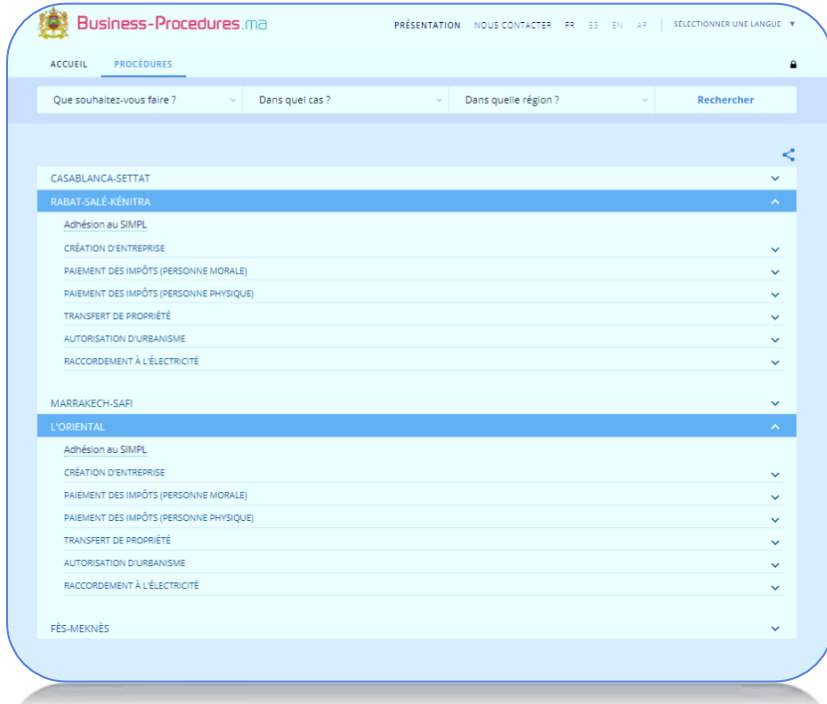 Business-Procedures.ma
PRÉSENTATION NOUS CONTACTER FR ES EN AR SÉLECTIONNER UNE LANGUE
ACCUEIL PROCÉDURES
Que souhaitez-vous faire ? Dans quel cas ? Dans quelle région ? Rechercher
CASABLANCA-SETTAT
RABAT-SALÉ-KÉNITRA
Adhésion au SIMPL
CRÉATION D'ENTREPRISE
PAIEMENT DES IMPÔTS (PERSONNE MORALE)
PAIEMENT DES IMPÔTS (PERSONNE PHYSIQUE)
TRANSFERT DE PROPRIÉTÉ
AUTORISATION D'URBANISME
RACCORDEMENT À L'ÉLECTRICITÉ
MARRAKECH-SAFI
L'ORIENTAL
Adhésion au SIMPL
CRÉATION D'ENTREPRISE
PAIEMENT DES IMPÔTS (PERSONNE MORALE)
PAIEMENT DES IMPÔTS (PERSONNE PHYSIQUE)
TRANSFERT DE PROPRIÉTÉ
AUTORISATION D'URBANISME
RACCORDEMENT À L'ÉLECTRICITÉ
FÈS-MEKNÈS